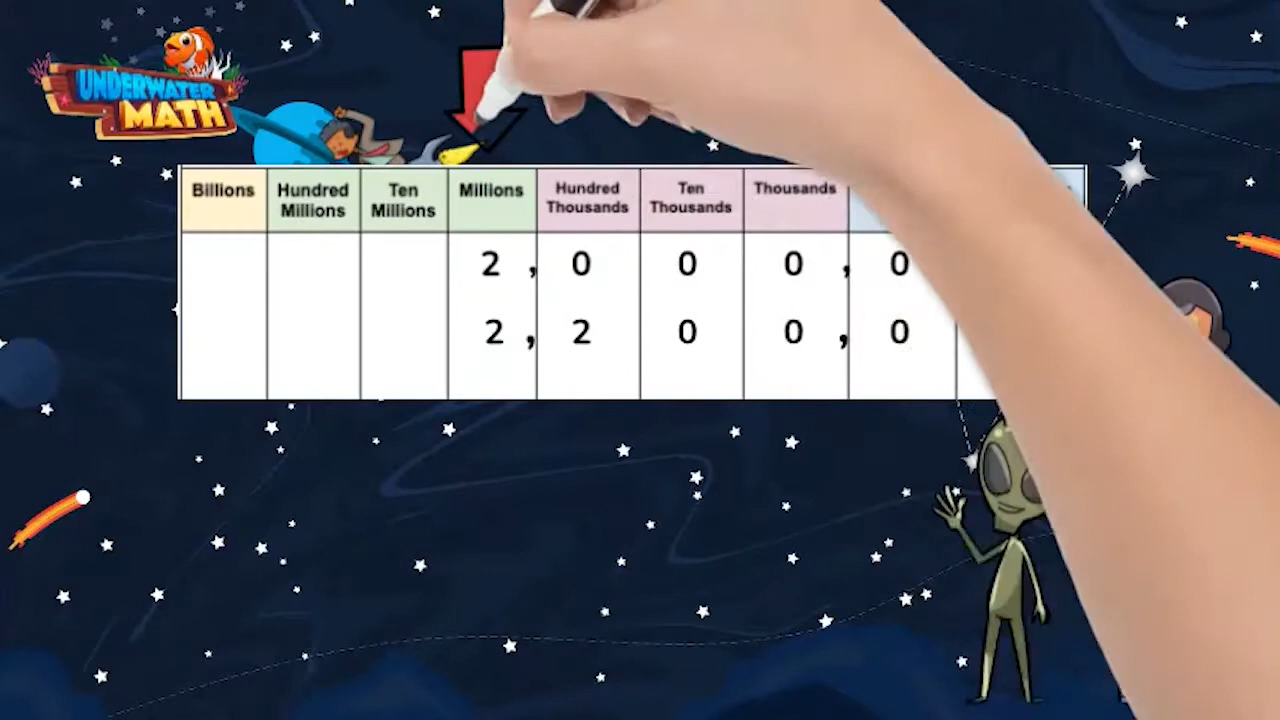 UNDERWATER
MATH
Billions Hundred Millions Ten Millions Millions Hundred Thousands Ten Thousands Thousands
2 , 0 0 0 , 0
2 , 2 0 0 , 0